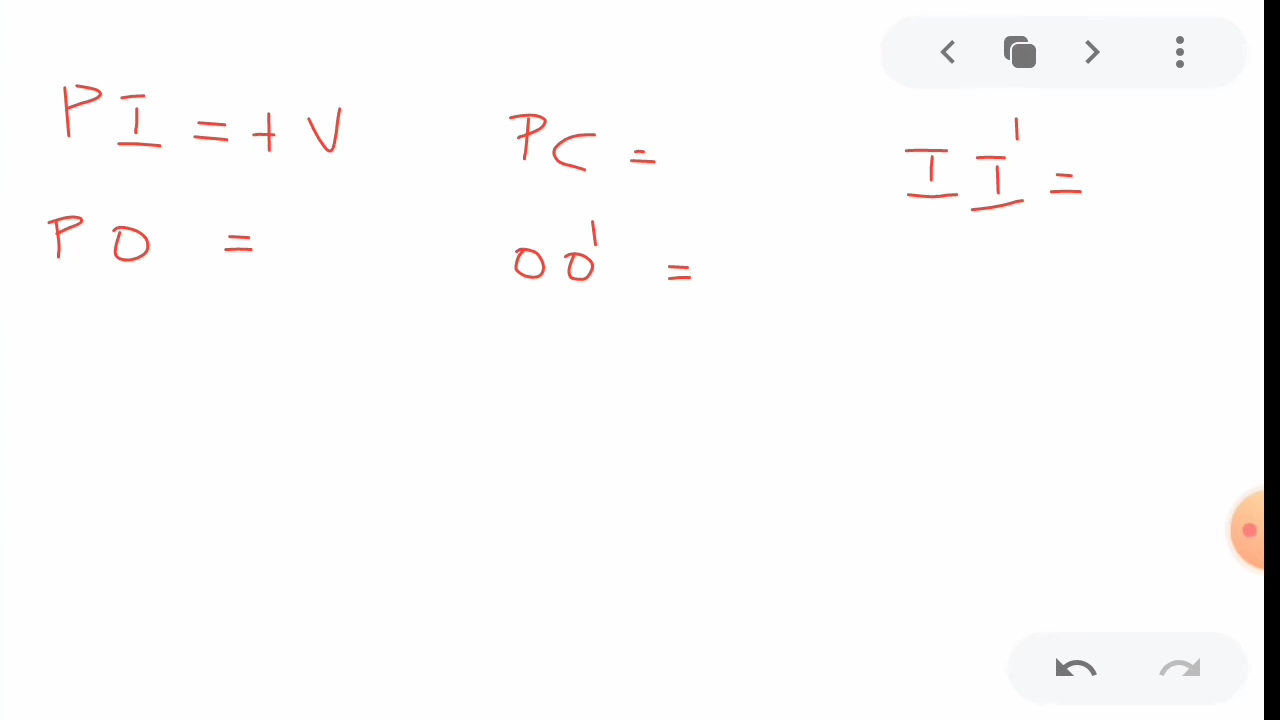 PI = + V
PO =
PC =
OO' =
II' =